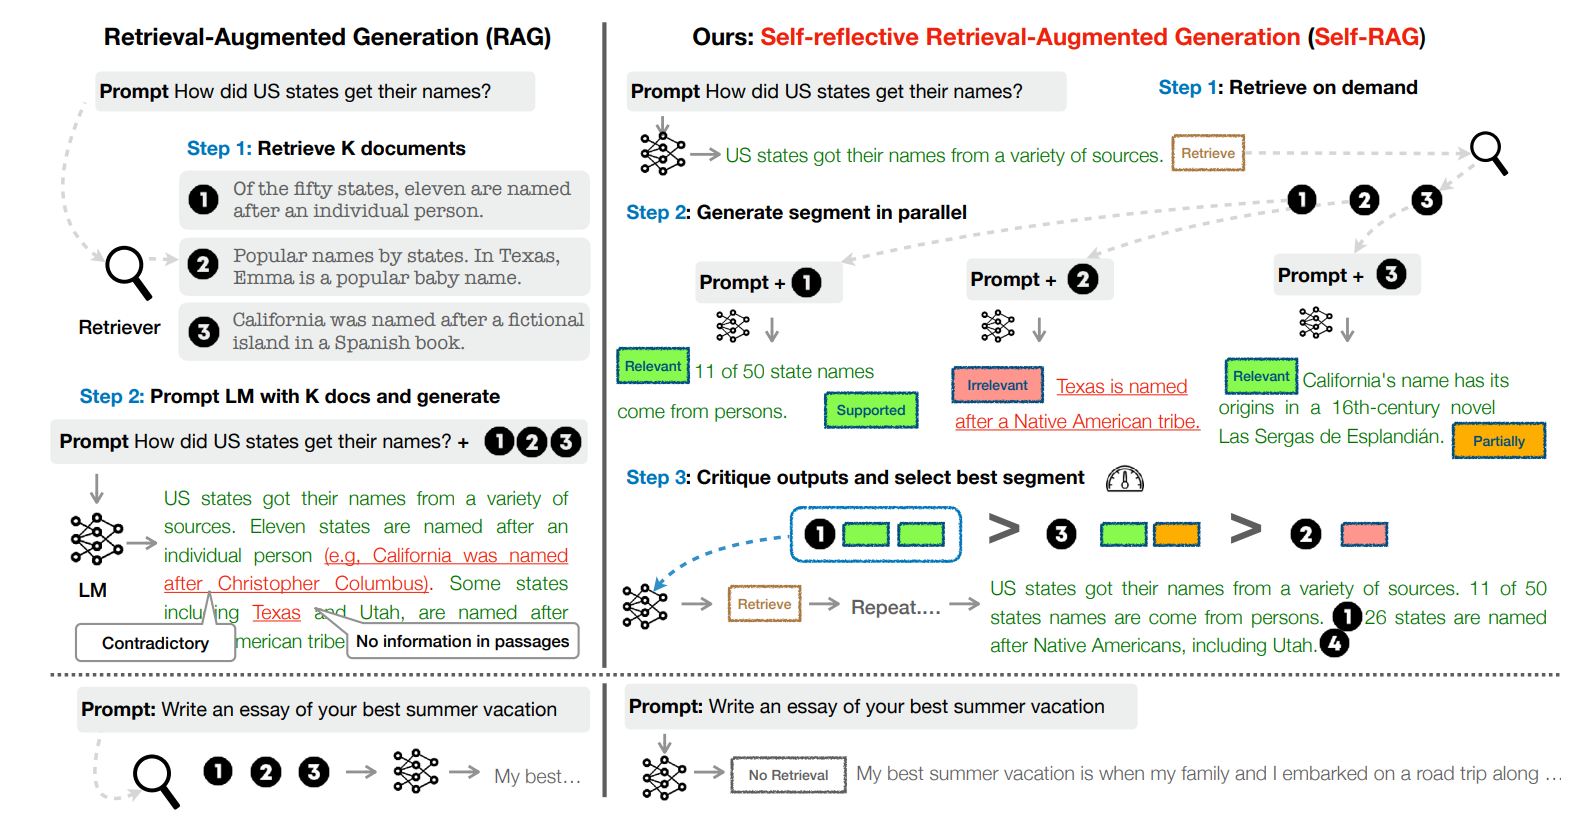 Retrieval-Augmented Generation (RAG)
Prompt How did US states get their names?
Step 1: Retrieve K documents
1 Of the fifty states, eleven are named
after an individual person.
2 Popular names by states. In Texas,
Emma is a popular baby name.
3 California was named after a fictional
island in a Spanish book.
Retriever
Step 2: Prompt LM with K docs and generate
Prompt How did US states get their names? + 1 2 3
LM
US states got their names from a variety of
sources. Eleven states are named after an
individual person (e.g, California was named
after Christopher Columbus). Some states
including Texas and Utah, are named after
merican tribe
Contradictory
No information in passages
Prompt: Write an essay of your best summer vacation
1 2 3
My best...
Ours: Self-reflective Retrieval-Augmented Generation (Self-RAG)
Prompt How did US states get their names?
Step 1: Retrieve on demand
US states got their names from a variety of sources. Retrieve
1 2 3
Step 2: Generate segment in parallel
Prompt + 1
Relevant 11 of 50 state names
come from persons. Supported
Prompt + 2
Irrelevant Texas is named
after a Native American tribe.
Prompt + 3
Relevant California's name has its
origins in a 16th-century novel
Las Sergas de Esplandián. Partially
Step 3: Critique outputs and select best segment
1 > 3 > 2
Retrieve
Repeat....
US states got their names from a variety of sources. 11 of 50
states names are come from persons. 1 26 states are named
after Native Americans, including Utah. 4
Prompt: Write an essay of your best summer vacation
No Retrieval My best summer vacation is when my family and I embarked on a road trip along ...